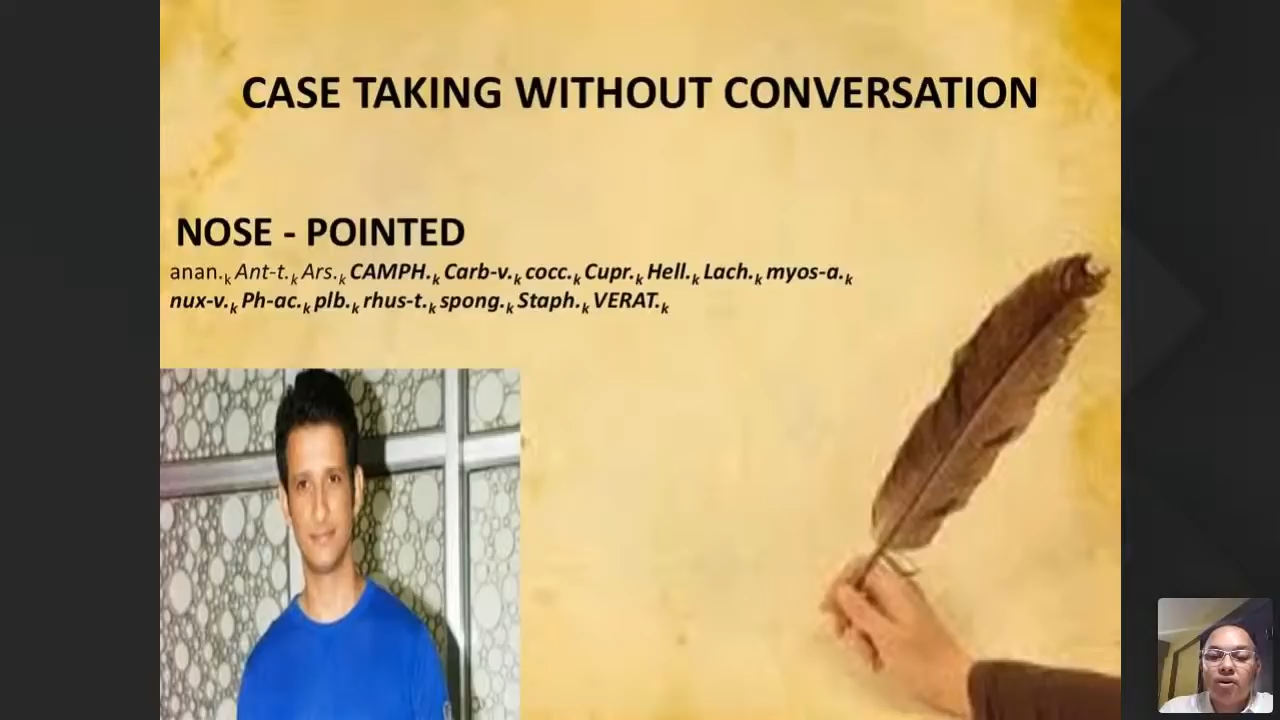 CASE TAKING WITHOUT CONVERSATION
NOSE - POINTED
anan.k Ant-t.k Ars.k CAMPH.k Carb-v.k cocc.k Cupr.k Hell.k Lach.k myos-a.k
nux-v.k Ph-ac.k plb.k rhus-t.k spong.k Staph.k VERAT.k